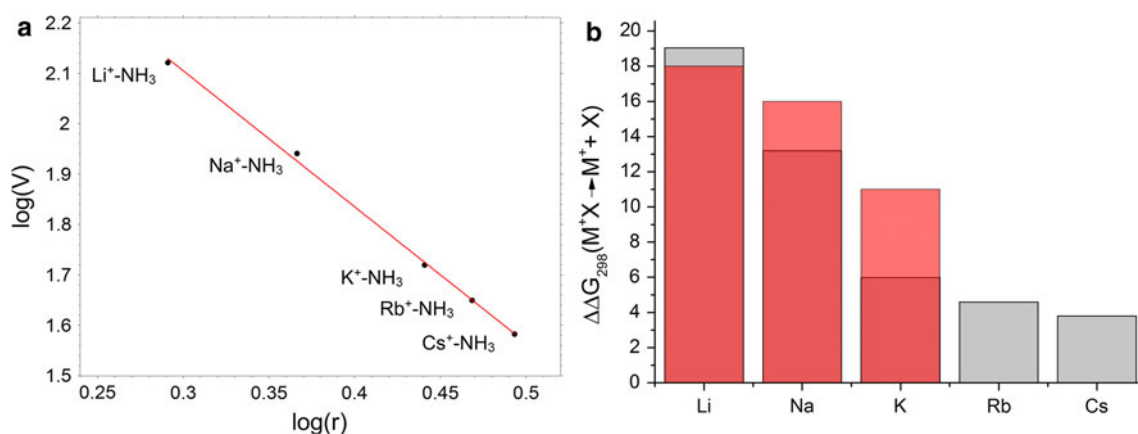 a
2.2
2.1
2
1.9
1.8
1.7
1.6
1.5
log(V)
Li⁺-NH₃
Na⁺-NH₃
K⁺-NH₃
Rb⁺-NH₃
Cs⁺-NH₃
0.25
0.3
0.35
0.4
0.45
0.5
log(r)
b
20
18
16
14
12
10
8
6
4
2
0
ΔΔG₂₉₈(M⁺X→M⁺+ X)
Li
Na
K
Rb
Cs